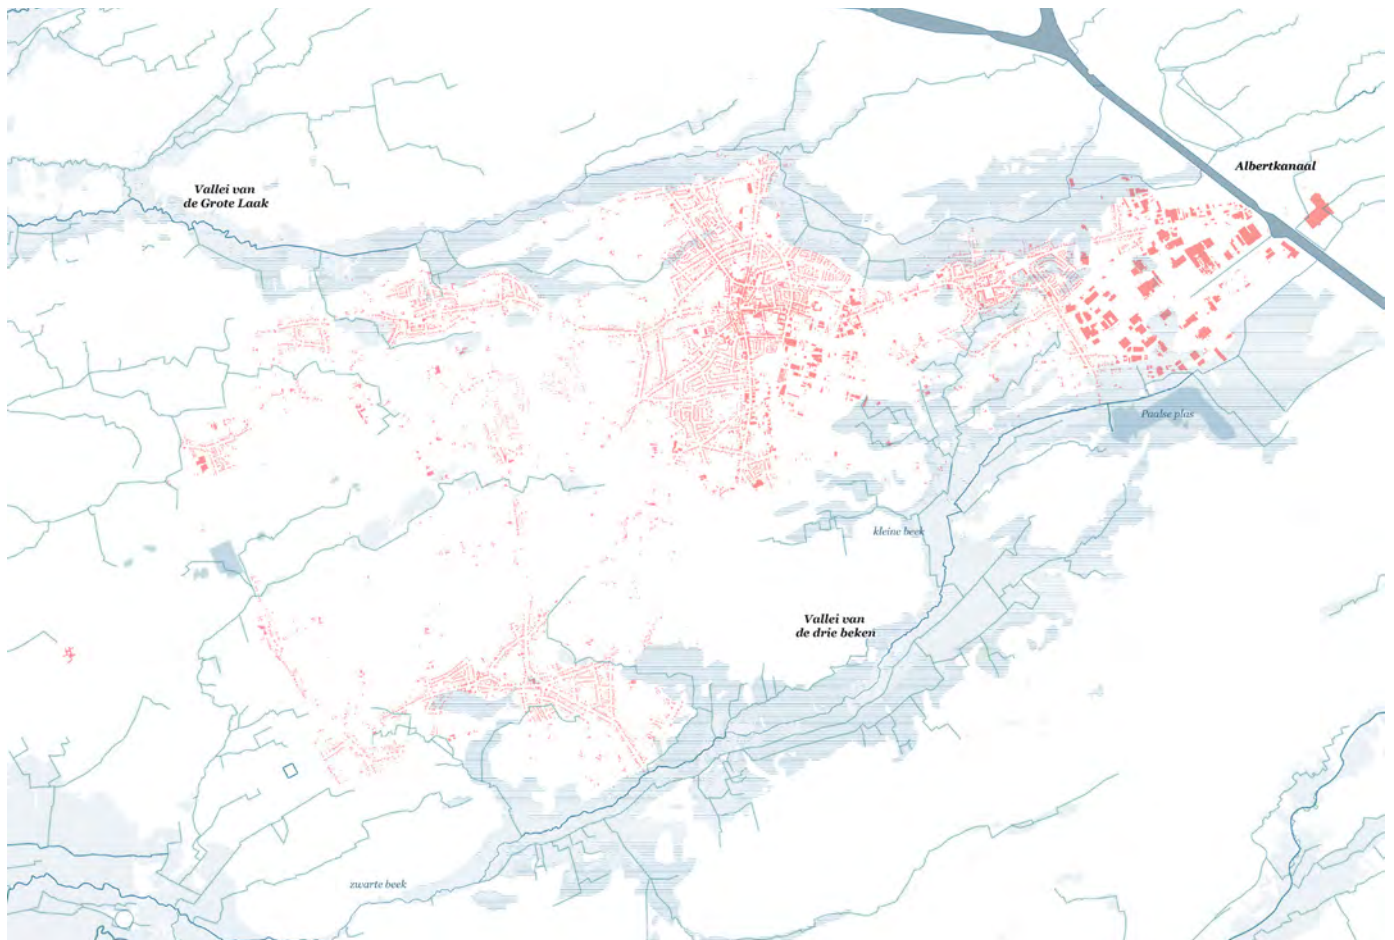 Albertkanaal
Vallei van
de Grote Laak
Paalse plas
kleine beek
Vallei van
de drie beken
zwarte beek